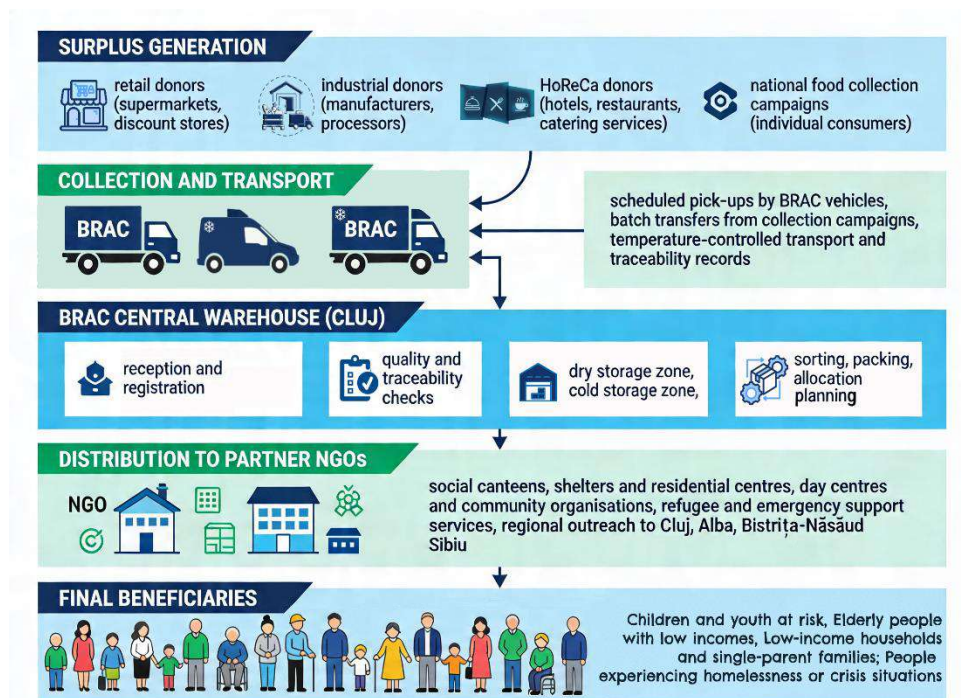 SURPLUS GENERATION
retail donors
(supermarkets,
discount stores)
industrial donors
(manufacturers,
processors)
HoReCa donors
(hotels, restaurants,
catering services)
national food collection
campaigns
(individual consumers)
COLLECTION AND TRANSPORT
BRAC
BRAC
scheduled pick-ups by BRAC vehicles,
batch transfers from collection campaigns,
temperature-controlled transport and
traceability records
BRAC CENTRAL WAREHOUSE (CLUJ)
reception and
registration
quality and
traceability
checks
dry storage zone,
cold storage zone,
sorting, packing,
allocation
planning
DISTRIBUTION TO PARTNER NGOs
NGO
social canteens, shelters and residential centres, day centres
and community organisations, refugee and emergency support
services, regional outreach to Cluj, Alba, Bistrița-Năsăud
Sibiu
FINAL BENEFICIARIES
Children and youth at risk, Elderly people
with low incomes, Low-income households
and single-parent families; People
experiencing homelessness or crisis situations